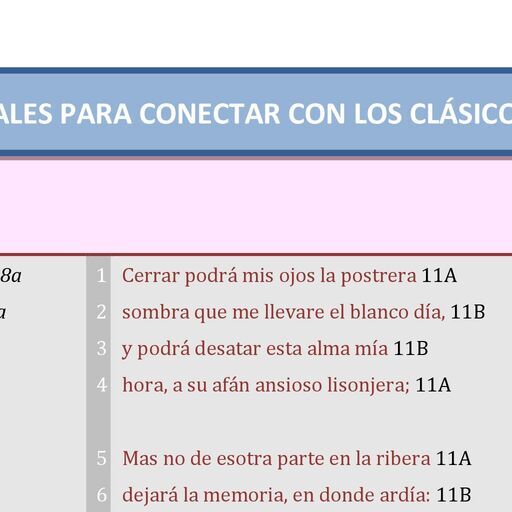 ALES PARA CONECTAR CON LOS CLÁSICO
8a 1 Cerrar podrá mis ojos la postrera 11A
a 2 sombra que me llevare el blanco día, 11B
3 y podrá desatar esta alma mía 11B
4 hora, a su afán ansioso lisonjera; 11A
5 Mas no de esotra parte en la ribera 11A
6 dejará la memoria, en donde ardía: 11B